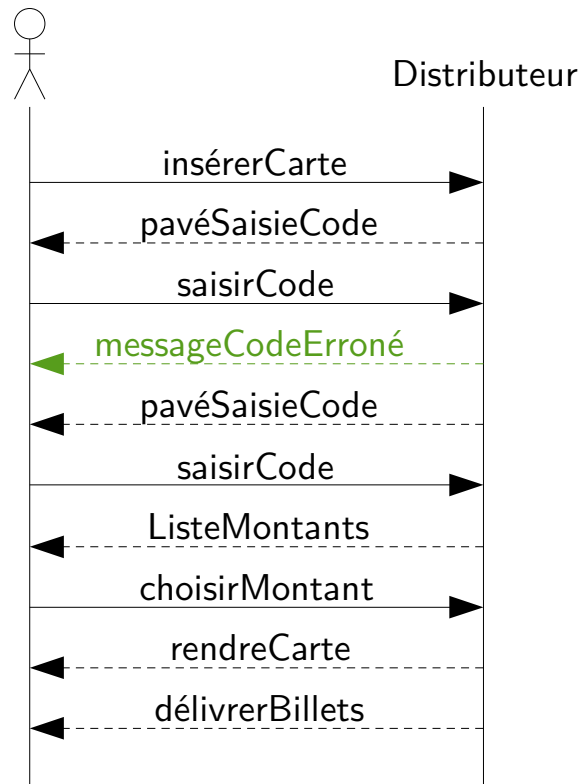 Distributeur
insérerCarte
pavéSaisieCode
saisirCode
messageCodeErroné
pavéSaisieCode
saisirCode
ListeMontants
choisirMontant
rendreCarte
délivrerBillets